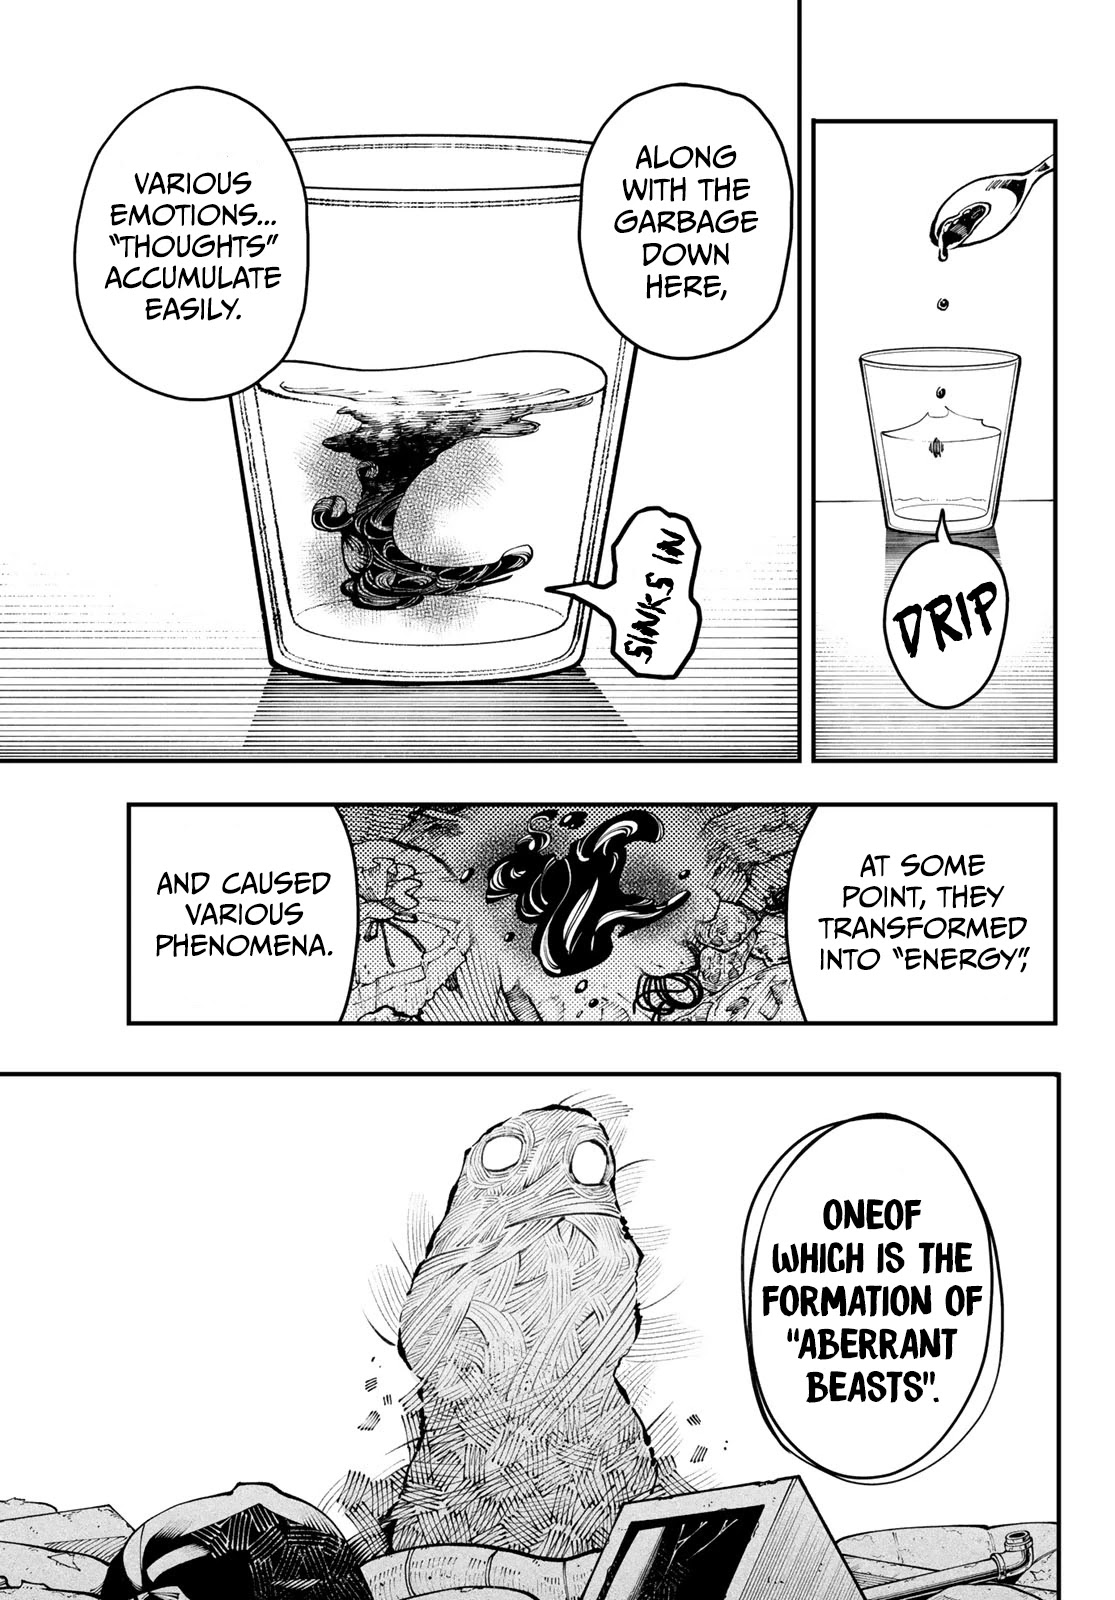 DRIP
ALONG
WITH THE
GARBAGE
DOWN
HERE,
VARIOUS
EMOTIONS...
"THOUGHTS"
ACCUMULATE
EASILY.
SINKS IN
AT SOME
POINT, THEY
TRANSFORMED
INTO "ENERGY",
AND CAUSED
VARIOUS
PHENOMENA.
ONEOF
WHICH IS THE
FORMATION OF
"ABERRANT
BEASTS".